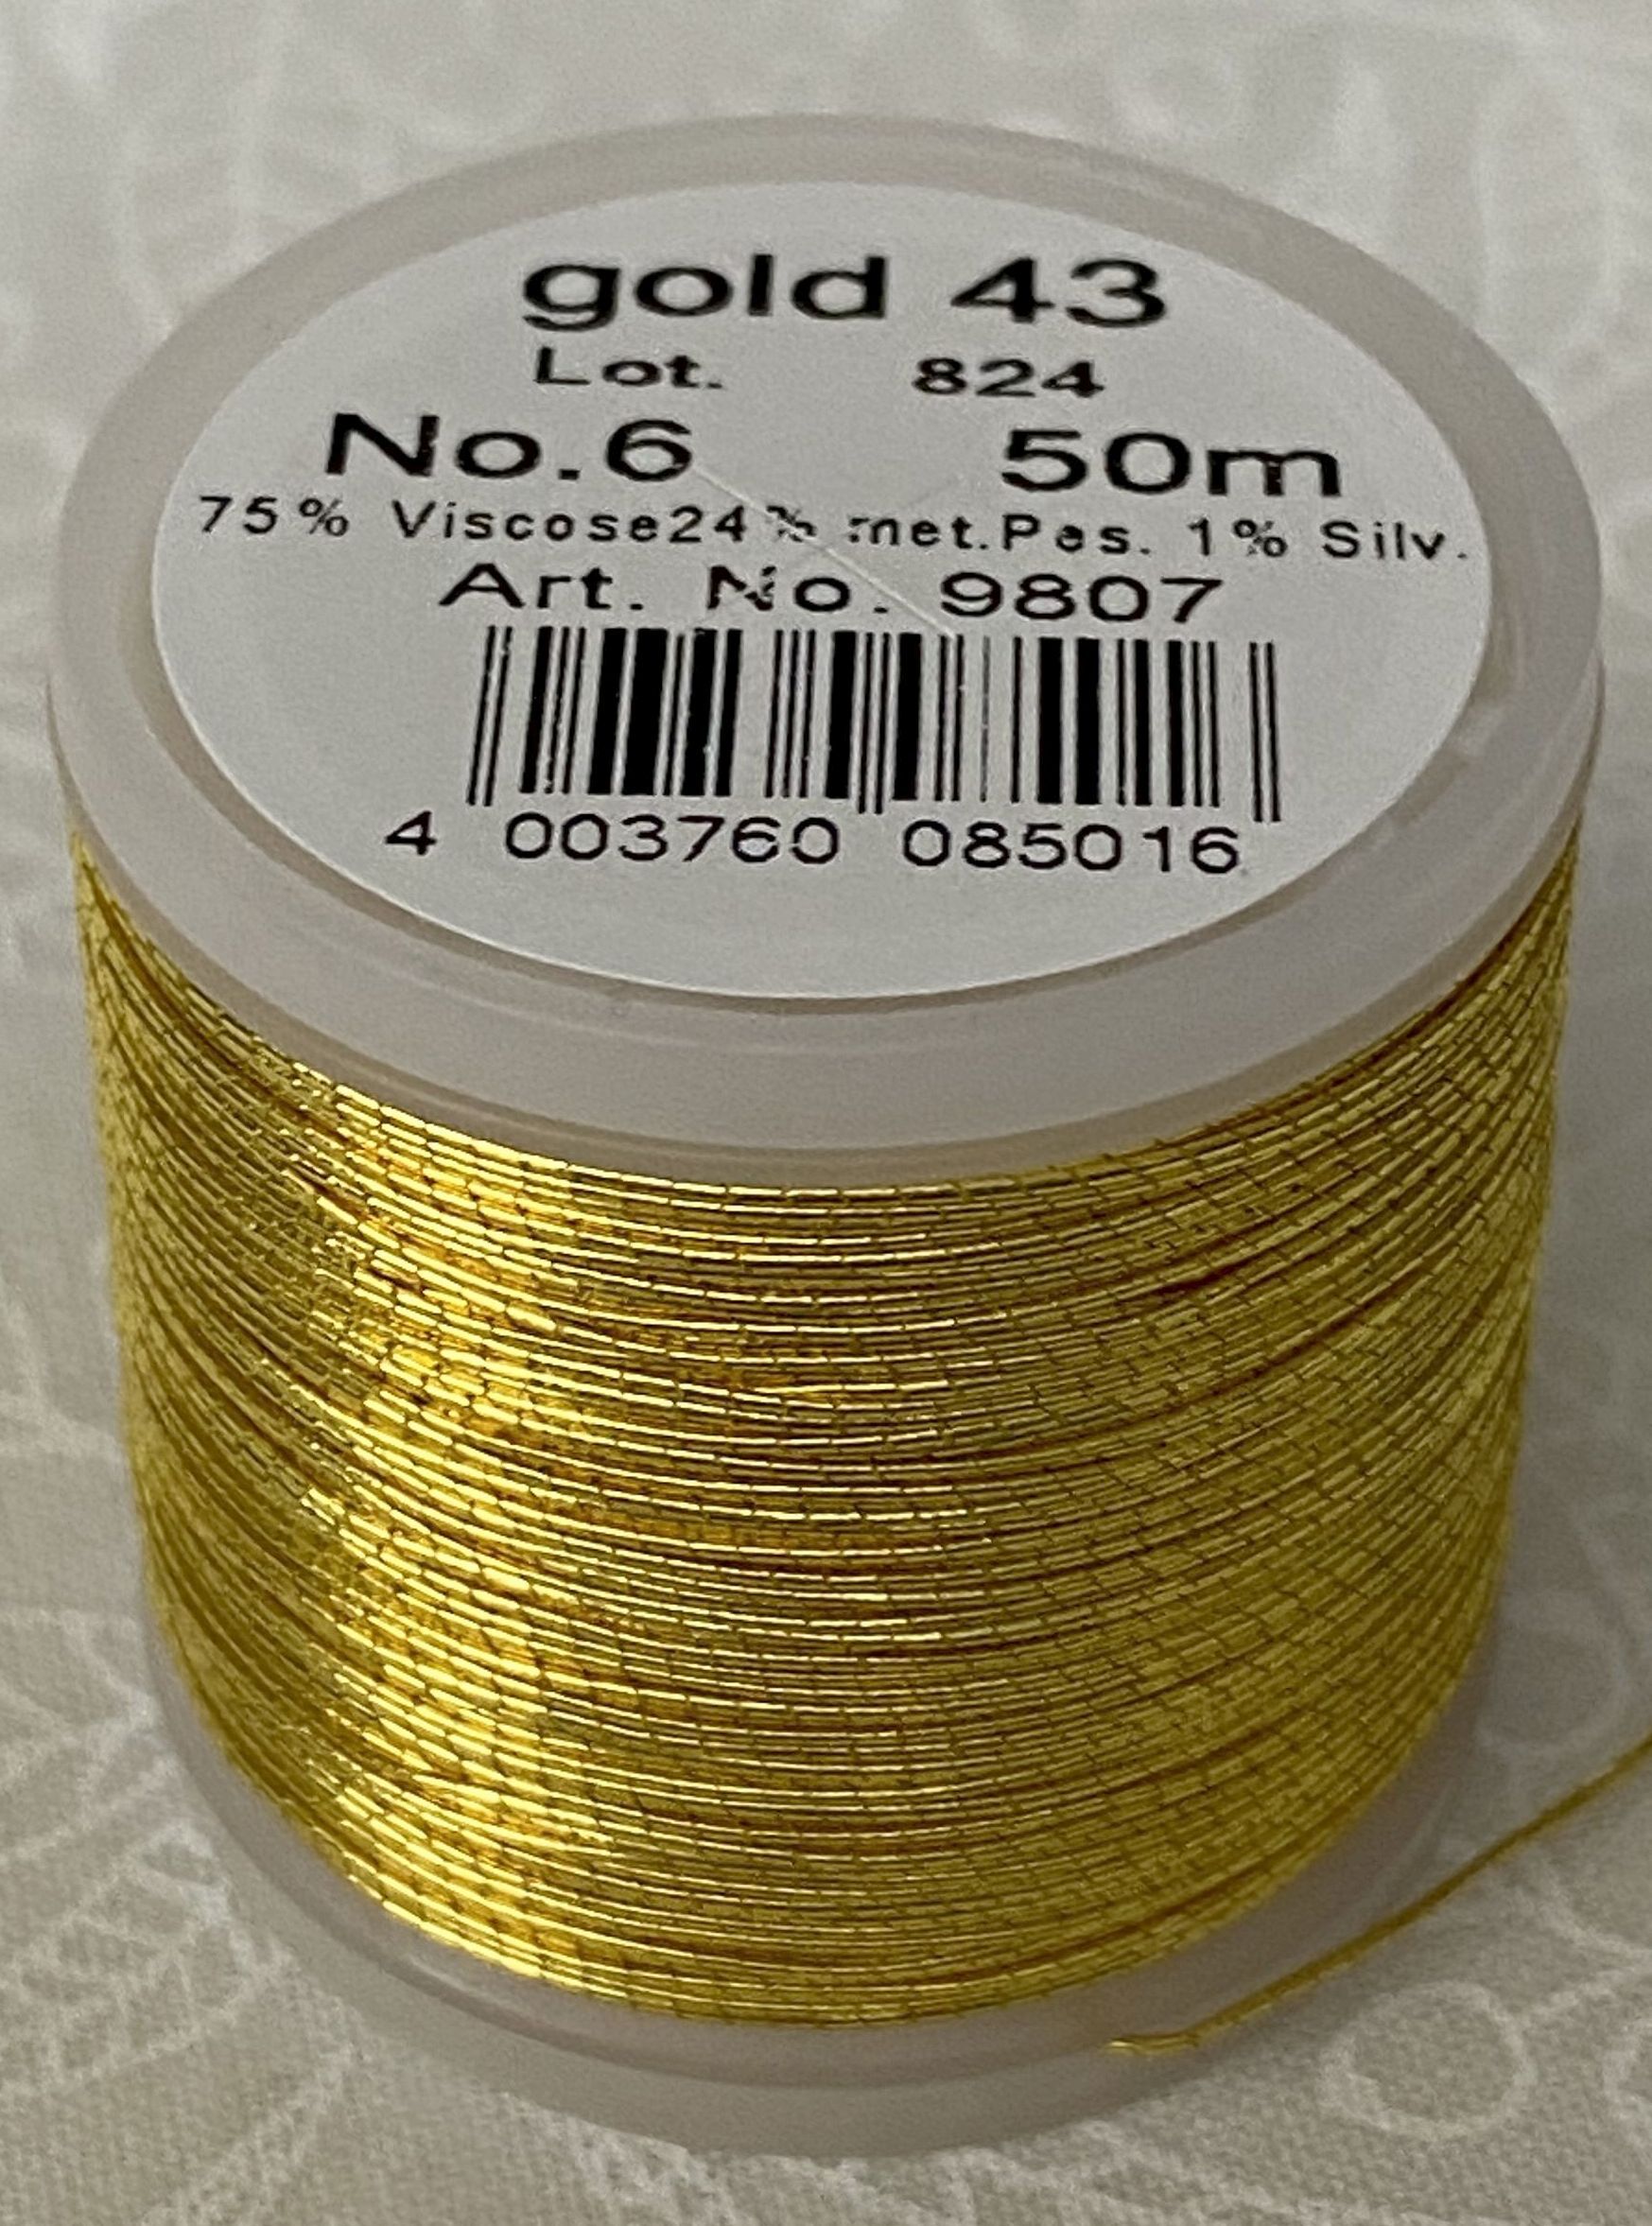 gold 43
Lot. 824
No.6 50m
75% Viscose24% met.Pes. 1% Silv.
Art. No. 9807
4 003760 085016